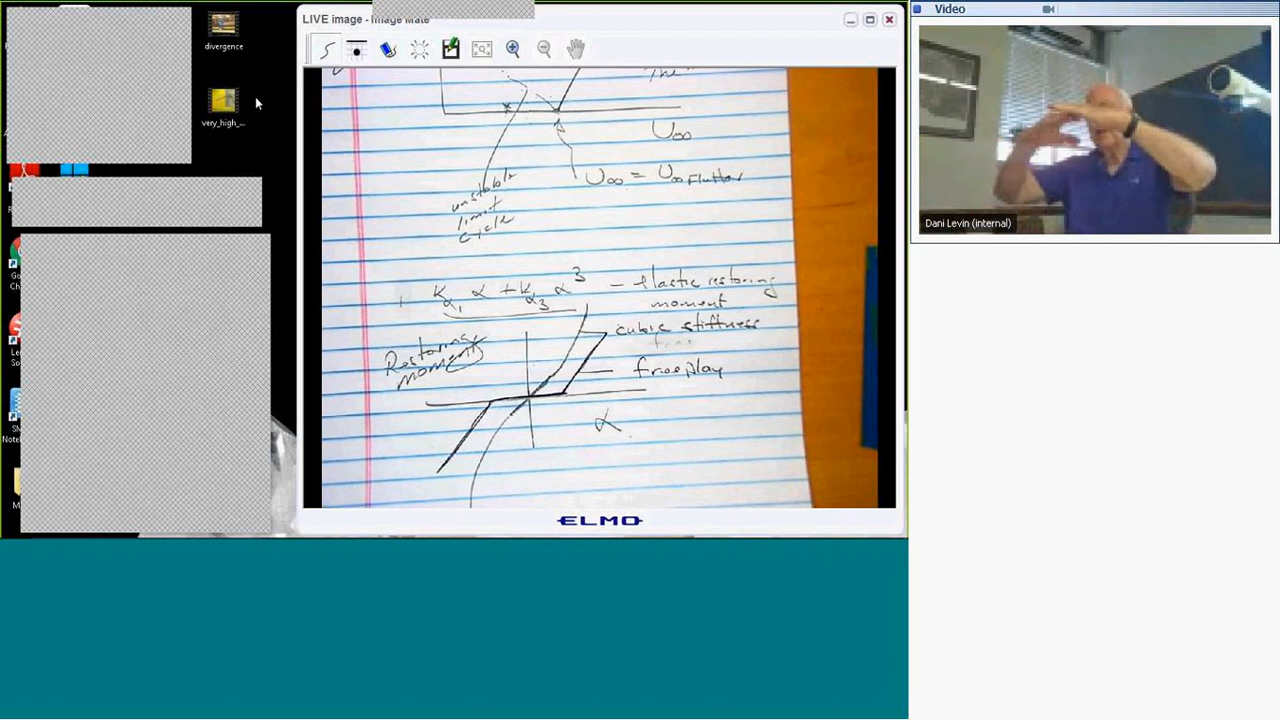 LIVE image - Image Mate
Video
divergence
very_high_...
The
U∞
U∞ = U∞Flutter
unstable
limit
cycle
+ Kα₁ α + Kα₃ α³ - elastic restoring
moment
Restoring
moment
cubic stiffness
freeplay
α
ELMO
Dani Levin (internal)